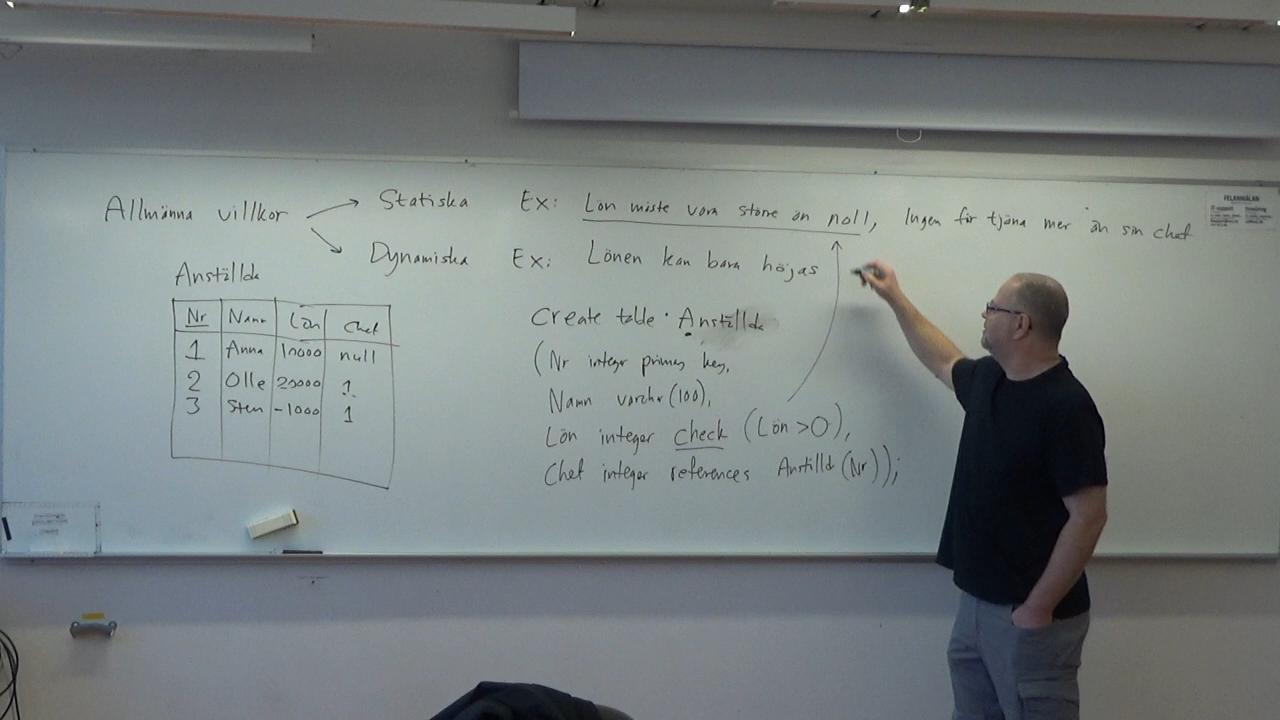 Allmänna villkor
Statiska Ex: Lön måste vara större än noll, Ingen får tjäna mer än sin chef
Dynamiska Ex: Lönen kan bara höjas
Anställda
Nr Namn Lön Chef
1 Anna 10000 null
2 Olle 20000 1
3 Sten -1000 1
Create table Anställda
(Nr integer primary key,
Namn varchar(100),
Lön integer check (Lön >0),
Chef integer references Anställd(Nr));
FELANMÄLAN